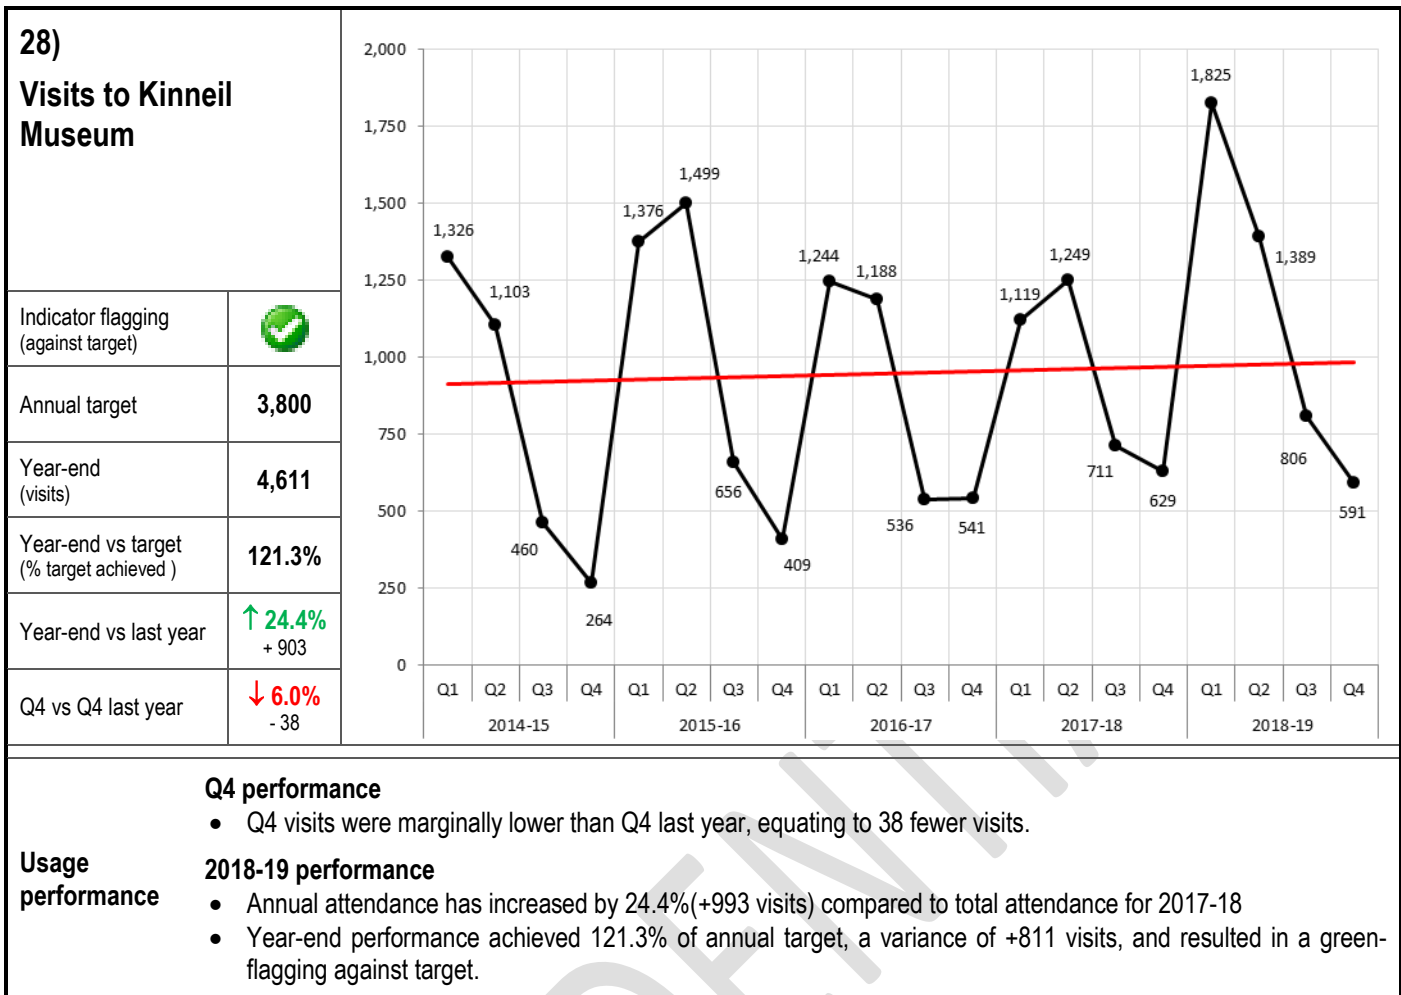 28)
Visits to Kinneil
Museum
Indicator flagging
(against target)
Annual target
3,800
Year-end
(visits)
4,611
Year-end vs target
(% target achieved )
121.3%
Year-end vs last year
↑ 24.4%
+ 903
Q4 vs Q4 last year
↓ 6.0%
- 38
2,000
1,750
1,500
1,250
1,000
750
500
250
0
1,326
1,103
460
264
1,376
1,499
656
409
1,244
1,188
536
541
1,119
1,249
711
629
1,825
1,389
806
591
Q1 Q2 Q3 Q4 Q1 Q2 Q3 Q4 Q1 Q2 Q3 Q4 Q1 Q2 Q3 Q4 Q1 Q2 Q3 Q4
2014-15 2015-16 2016-17 2017-18 2018-19
Usage
performance
Q4 performance
• Q4 visits were marginally lower than Q4 last year, equating to 38 fewer visits.
2018-19 performance
• Annual attendance has increased by 24.4%(+993 visits) compared to total attendance for 2017-18
• Year-end performance achieved 121.3% of annual target, a variance of +811 visits, and resulted in a green-
flagging against target.